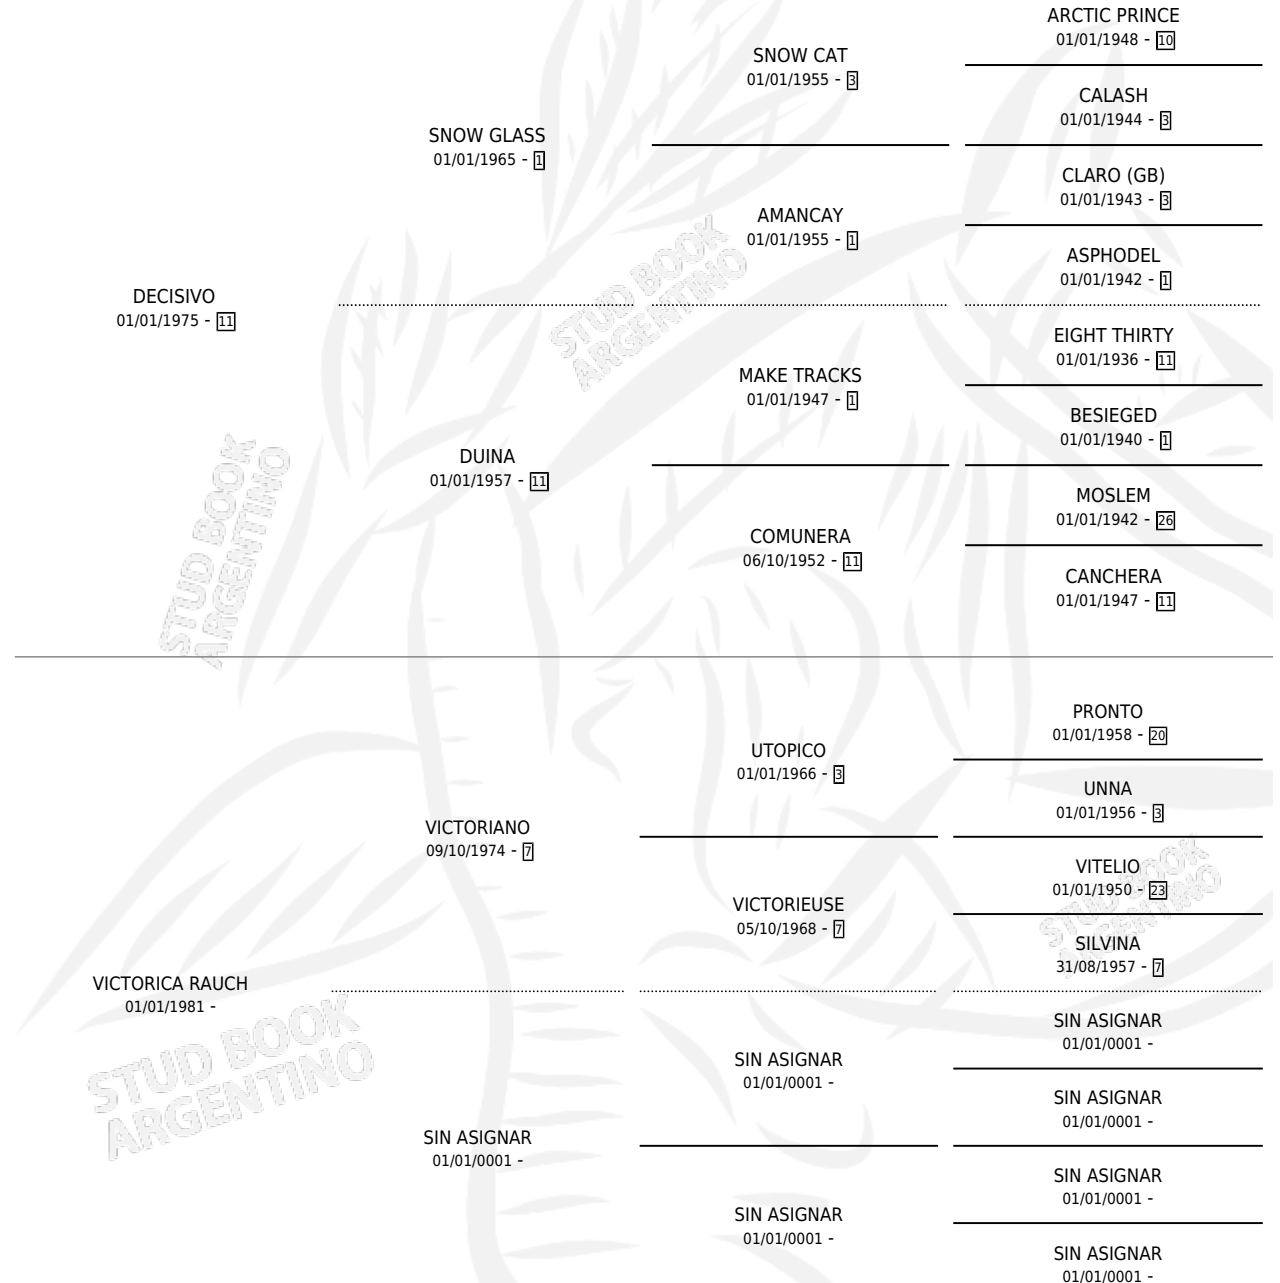 ARCTIC PRINCE
01/01/1948 - 10
SNOW CAT
01/01/1955 - 3
CALASH
01/01/1944 - 3
SNOW GLASS
01/01/1965 - 1
CLARO (GB)
01/01/1943 - 3
AMANCAY
01/01/1955 - 1
ASPHODEL
01/01/1942 - 1
DECISIVO
01/01/1975 - 11
EIGHT THIRTY
01/01/1936 - 11
MAKE TRACKS
01/01/1947 - 1
BESIEGED
01/01/1940 - 1
DUINA
01/01/1957 - 11
MOSLEM
01/01/1942 - 26
COMUNERA
06/10/1952 - 11
CANCHERA
01/01/1947 - 11
STUD BOOK
ARGENTINO
STUD BOOK
ARGENTINO
PRONTO
01/01/1958 - 20
UTOPICO
01/01/1966 - 3
UNNA
01/01/1956 - 3
VICTORIANO
09/10/1974 - 7
VITELIO
01/01/1950 - 23
VICTORIEUSE
05/10/1968 - 7
SILVINA
31/08/1957 - 7
VICTORICA RAUCH
01/01/1981 -
SIN ASIGNAR
01/01/0001 -
SIN ASIGNAR
01/01/0001 -
SIN ASIGNAR
01/01/0001 -
SIN ASIGNAR
01/01/0001 -
SIN ASIGNAR
01/01/0001 -
SIN ASIGNAR
01/01/0001 -
SIN ASIGNAR
01/01/0001 -
STUD BOOK
ARGENTINO
STUD BOOK
ARGENTINO